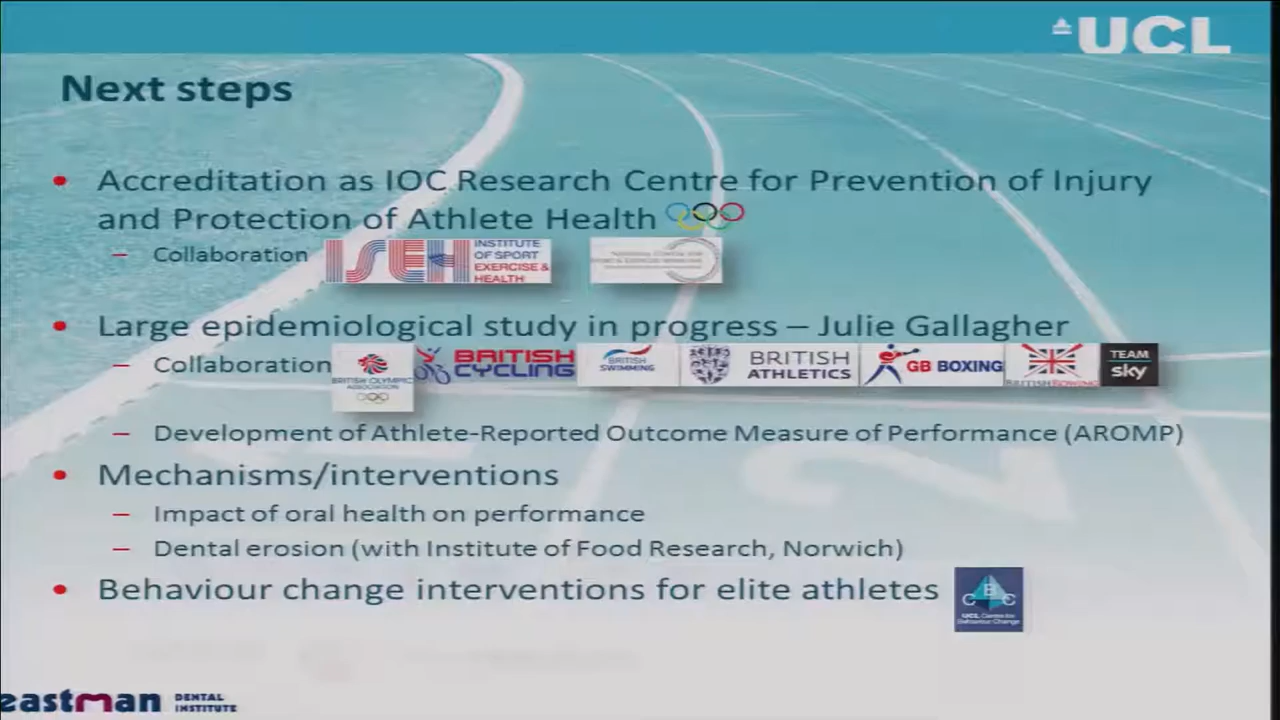 UCL
Next steps
• Accreditation as IOC Research Centre for Prevention of Injury
and Protection of Athlete Health
– Collaboration
ISEH
INSTITUTE
OF SPORT
EXERCISE &
HEALTH
• Large epidemiological study in progress – Julie Gallagher
– Collaboration
BRITISH OLYMPIC
ASSOCIATION
BRITISH
CYCLING
BRITISH
SWIMMING
BRITISH
ATHLETICS
GB BOXING
BRITISH ROWING
TEAM
sky
– Development of Athlete-Reported Outcome Measure of Performance (AROMP)
• Mechanisms/interventions
– Impact of oral health on performance
– Dental erosion (with Institute of Food Research, Norwich)
• Behaviour change interventions for elite athletes
C B C
UCL Centre for
Behaviour Change
eastman DENTAL
INSTITUTE